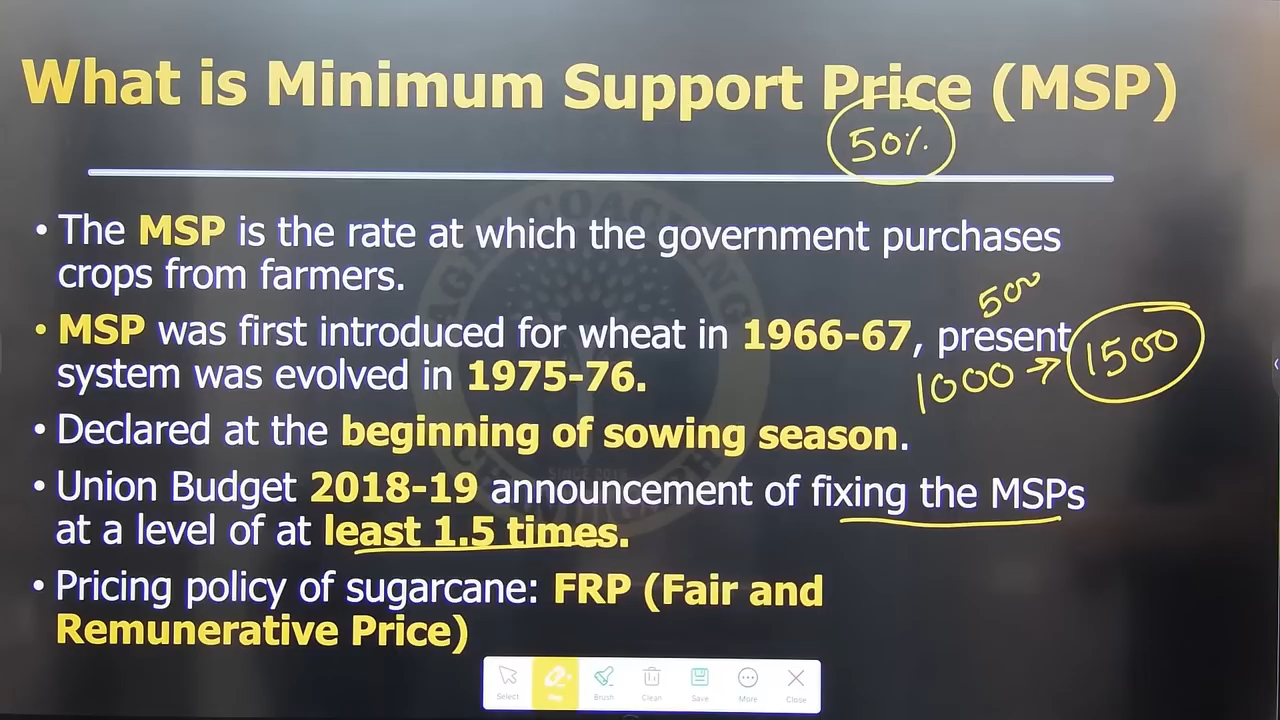 What is Minimum Support Price (MSP)
50%
• The MSP is the rate at which the government purchases
crops from farmers.
500
• MSP was first introduced for wheat in 1966-67, present
1500
system was evolved in 1975-76.
1000 →
• Declared at the beginning of sowing season.
• Union Budget 2018-19 announcement of fixing the MSPs
at a level of at least 1.5 times.
• Pricing policy of sugarcane: FRP (Fair and
Remunerative Price)
Select
Brush
Clean
Save
More
Close